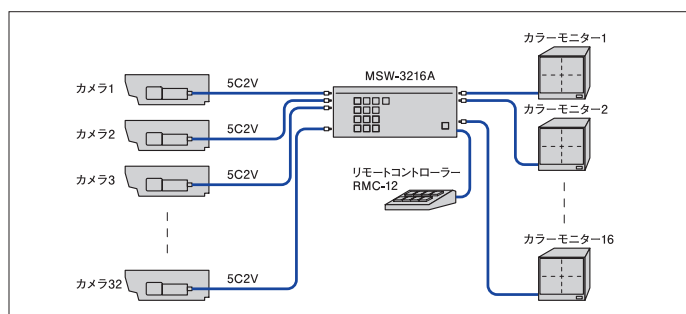 カメラ1
5C2V
カメラ2
5C2V
カメラ3
5C2V
カメラ32
5C2V
MSW-3216A
リモートコントローラー
RMC-12
カラーモニター1
カラーモニター2
カラーモニター16